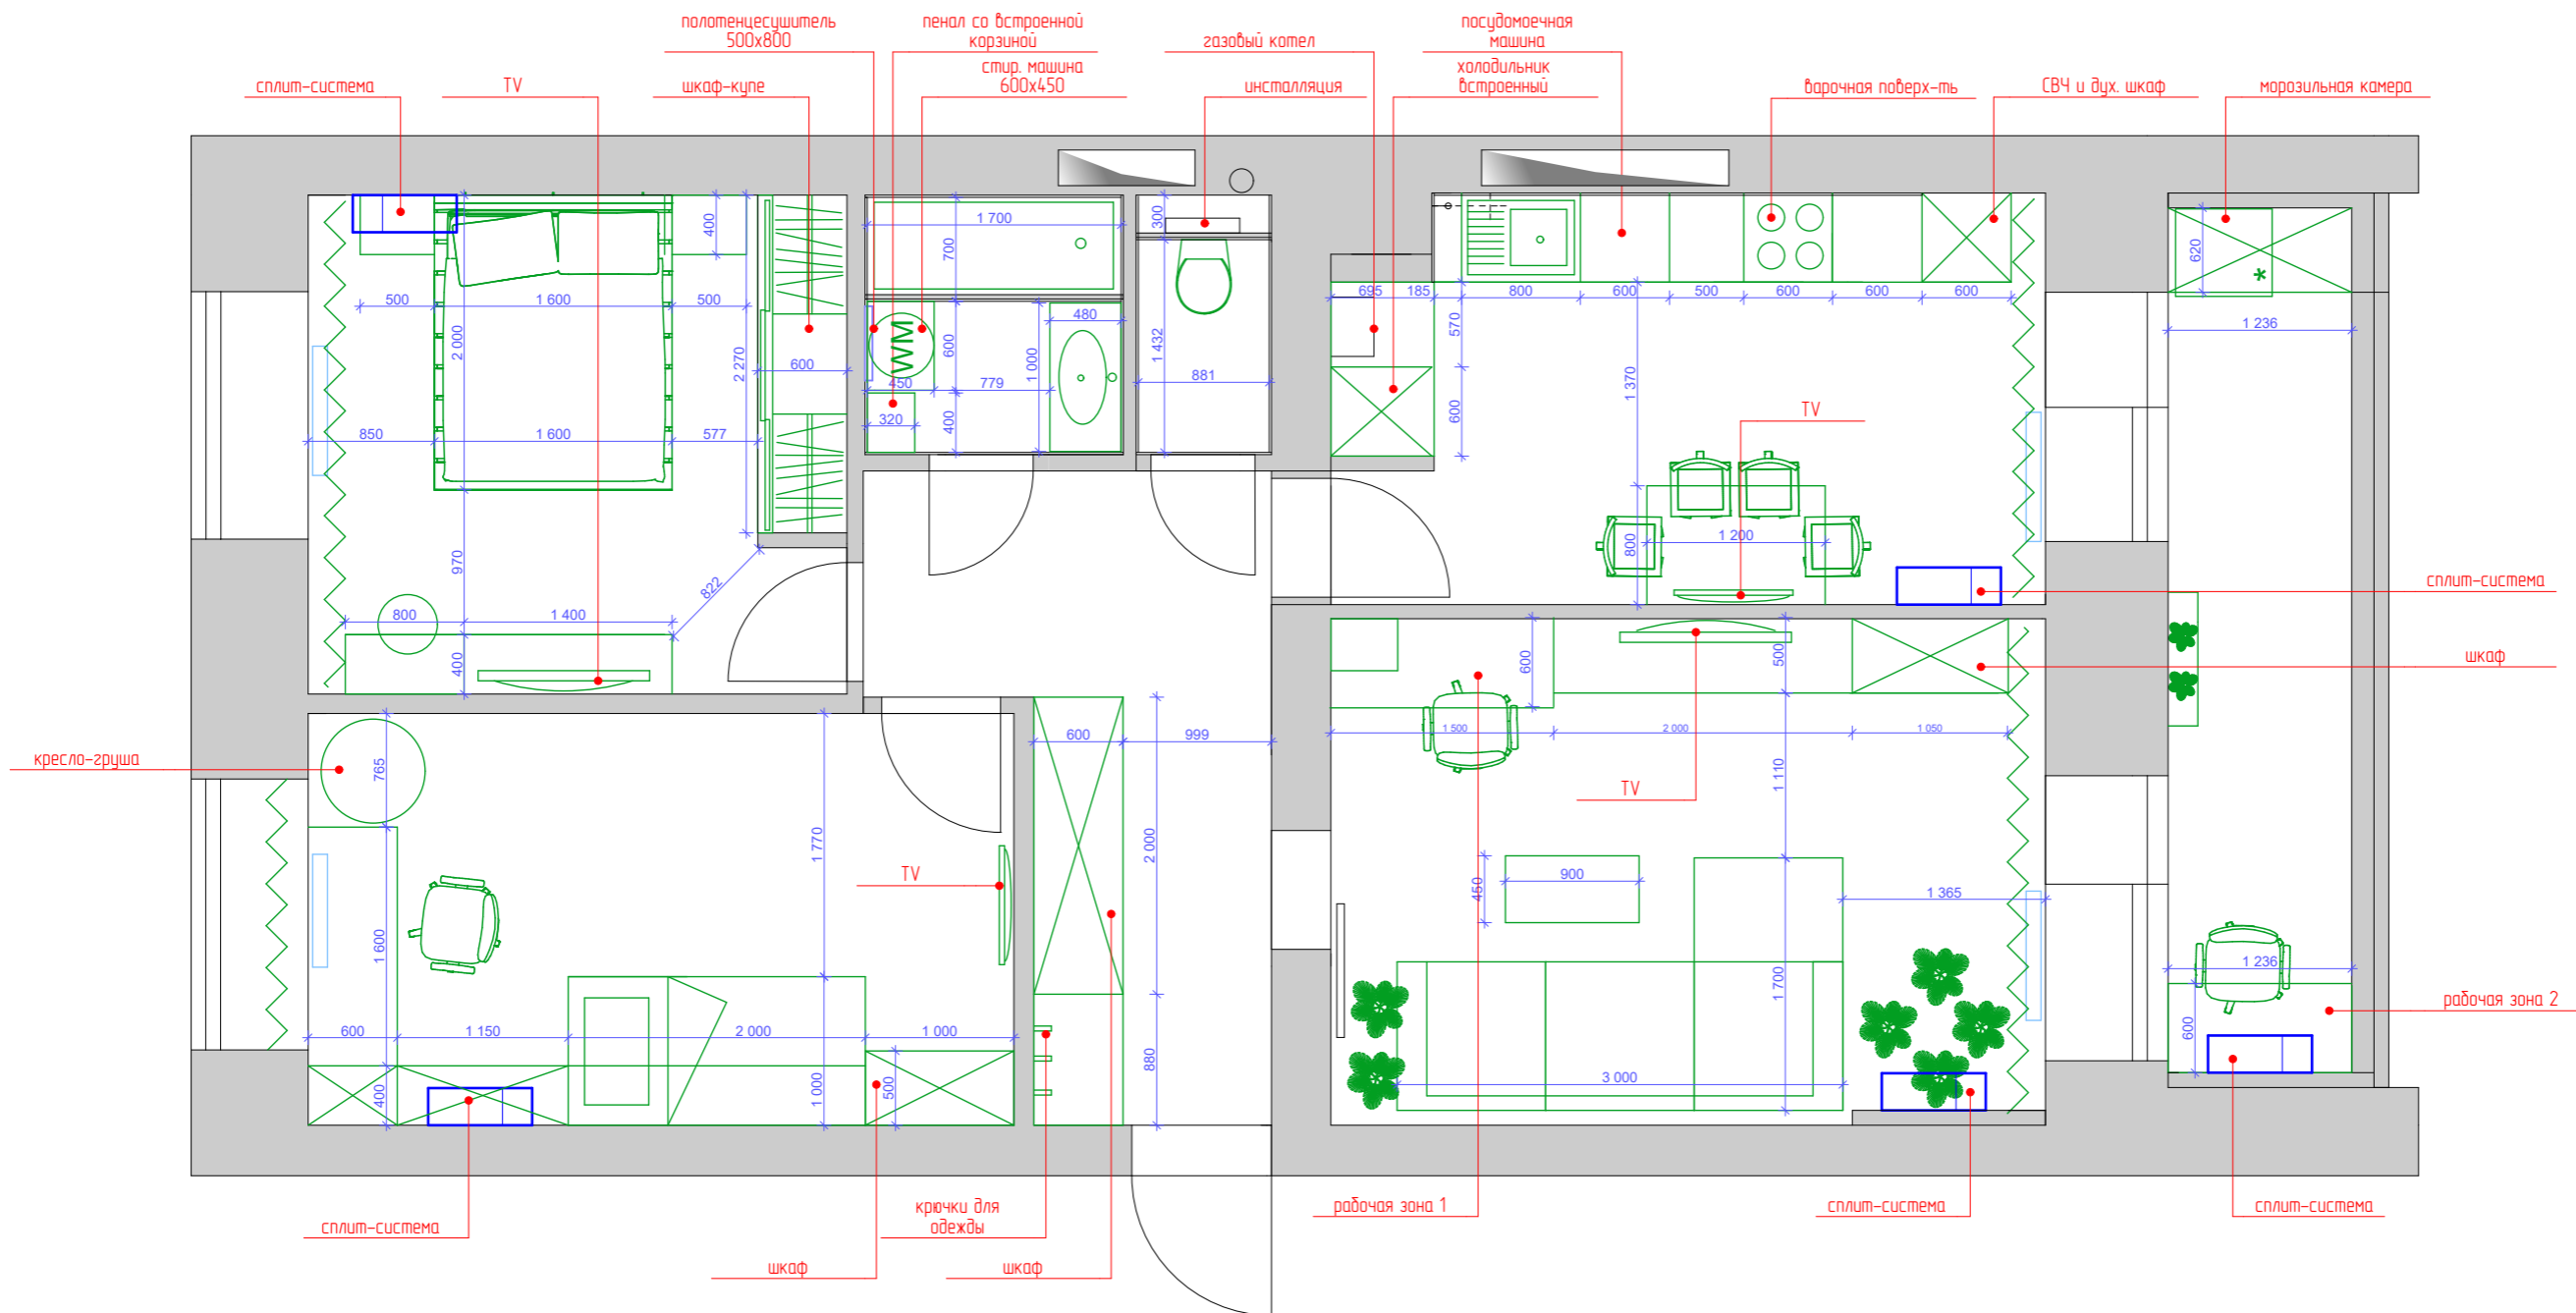 полотенцесушитель
500х800
пенал со встроенной
корзиной
стир. машина
600х450
газовый котел
инсталляция
посудомоечная
машина
холодильник
встроенный
сплит-система
TV
шкаф-купе
варочная поверх-ть
СВЧ и дух. шкаф
морозильная камера
400
1 700
700
300
620
500
1 600
500
2 000
2 270
600
WM
450
600
779
480
1 000
320
400
1 432
881
695
185
800
600
500
600
600
600
570
600
1 370
1 236
*
TV
850
1 600
577
970
822
800
1 400
400
800
1 200
сплит-система
шкаф
600
500
1 500
2 000
1 050
TV
1 110
600
999
кресло-груша
765
1 770
2 000
TV
1 600
450
900
1 365
1 700
1 236
рабочая зона 2
600
600
1 150
2 000
1 000
400
1 000
500
880
3 000
сплит-система
крючки для
одежды
шкаф
шкаф
рабочая зона 1
сплит-система
сплит-система